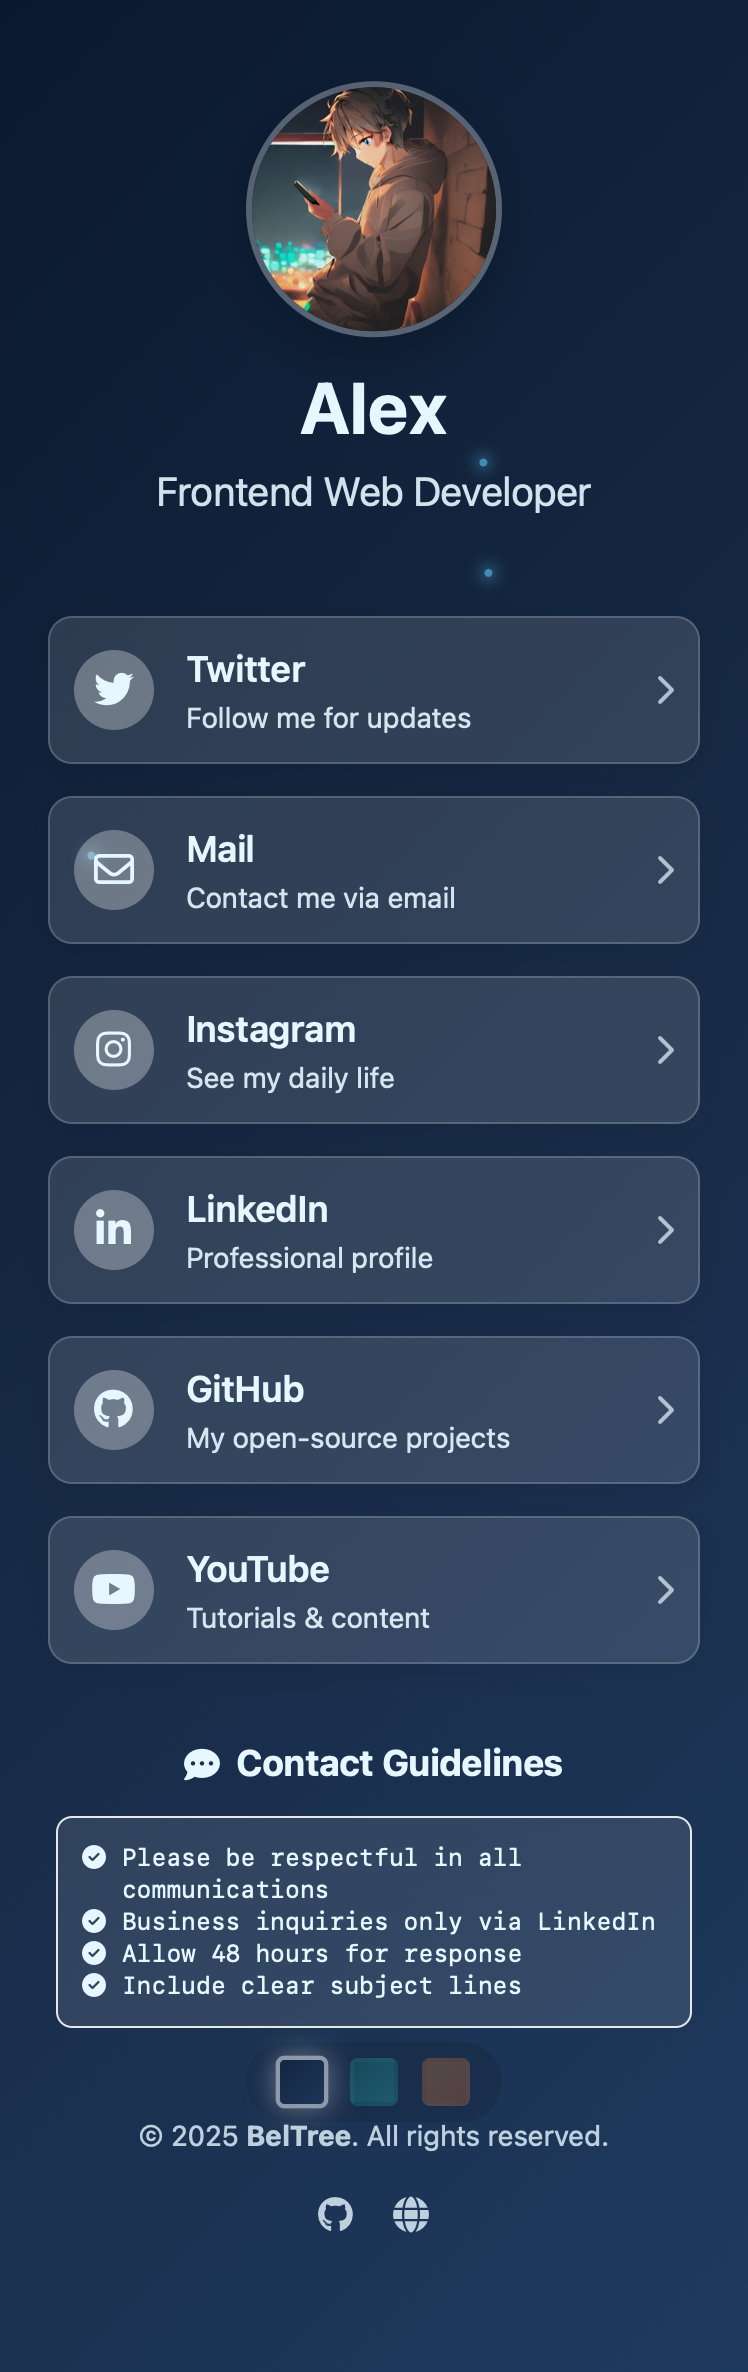 Alex
Frontend Web Developer
Twitter
Follow me for updates
Mail
Contact me via email
Instagram
See my daily life
LinkedIn
Professional profile
GitHub
My open-source projects
YouTube
Tutorials & content
Contact Guidelines
Please be respectful in all
communications
Business inquiries only via LinkedIn
Allow 48 hours for response
Include clear subject lines
© 2025 BelTree. All rights reserved.